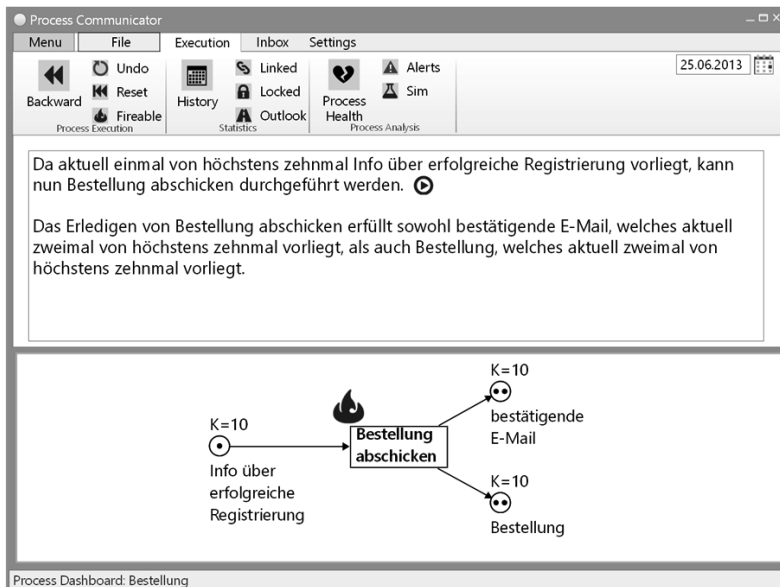 Process Communicator
Menu File Execution Inbox Settings
Undo Linked Alerts 25.06.2013
Reset Locked Sim
Backward History Process
Fireable Outlook Health
Process Execution Statistics Process Analysis
Da aktuell einmal von höchstens zehnmal Info über erfolgreiche Registrierung vorliegt, kann
nun Bestellung abschicken durchgeführt werden.
Das Erledigen von Bestellung abschicken erfüllt sowohl bestätigende E-Mail, welches aktuell
zweimal von höchstens zehnmal vorliegt, als auch Bestellung, welches aktuell zweimal von
höchstens zehnmal vorliegt.
K=10
Info über
erfolgreiche
Registrierung
Bestellung
abschicken
K=10
bestätigende
E-Mail
K=10
Bestellung
Process Dashboard: Bestellung